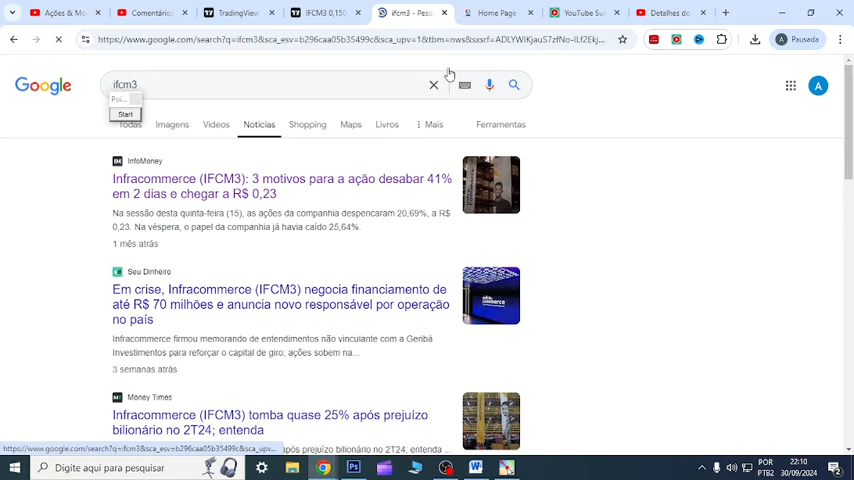 Ações & M
Comentários
TradingView
IFCM3 0,150
ifcm3 - Pes
Home Page
YouTube Su
Detalhes do
https://www.google.com/search?q=ifcm3&sca_esv=b296caa05b35499c&sca_upv=1&tbm=nws&sxsrf=ADLYWIKjauS7zfNo-ILf2Ekj...
A Pausada
Google
ifcm3
A
Poi...
Start
Todas Imagens Vídeos Notícias Shopping Maps Livros Mais Ferramentas
InfoMoney
Infracommerce (IFCM3): 3 motivos para a ação desabar 41%
em 2 dias e chegar a R$ 0,23
Na sessão desta quinta-feira (15), as ações da companhia despencaram 20,69%, a R$
0,23. Na véspera, o papel da companhia já havia caído 25,64%.
1 mês atrás
Seu Dinheiro
Em crise, Infracommerce (IFCM3) negocia financiamento de
até R$ 70 milhões e anuncia novo responsável por operação
no país
Infracommerce firmou memorando de entendimentos não vinculante com a Geribá
Investimentos para reforçar o capital de giro; ações sobem na...
3 semanas atrás
Money Times
Infracommerce (IFCM3) tomba quase 25% após prejuízo
bilionário no 2T24; entenda
https://www.google.com/search?q=ifcm3&sca_esv=b296caa05b35499c&sca_upv...
após prejuízo bilionário no 2T24; entenda ...
Digite aqui para pesquisar
POR
PTB2
22:10
30/09/2024